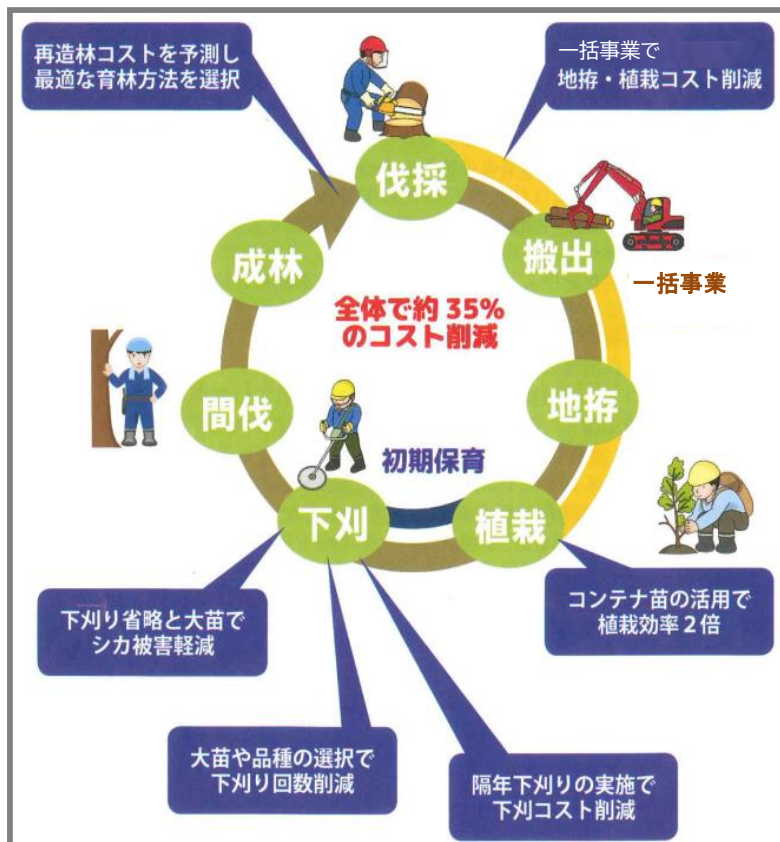 再造林コストを予測し
最適な育林方法を選択
一括事業で
地拵・植栽コスト削減
伐採
搬出
成林
一括事業
全体で約 35%
のコスト削減
間伐
地拵
初期保育
下刈
植栽
下刈り省略と大苗で
シカ被害軽減
コンテナ苗の活用で
植栽効率２倍
大苗や品種の選択で
下刈り回数削減
隔年下刈りの実施で
下刈コスト削減